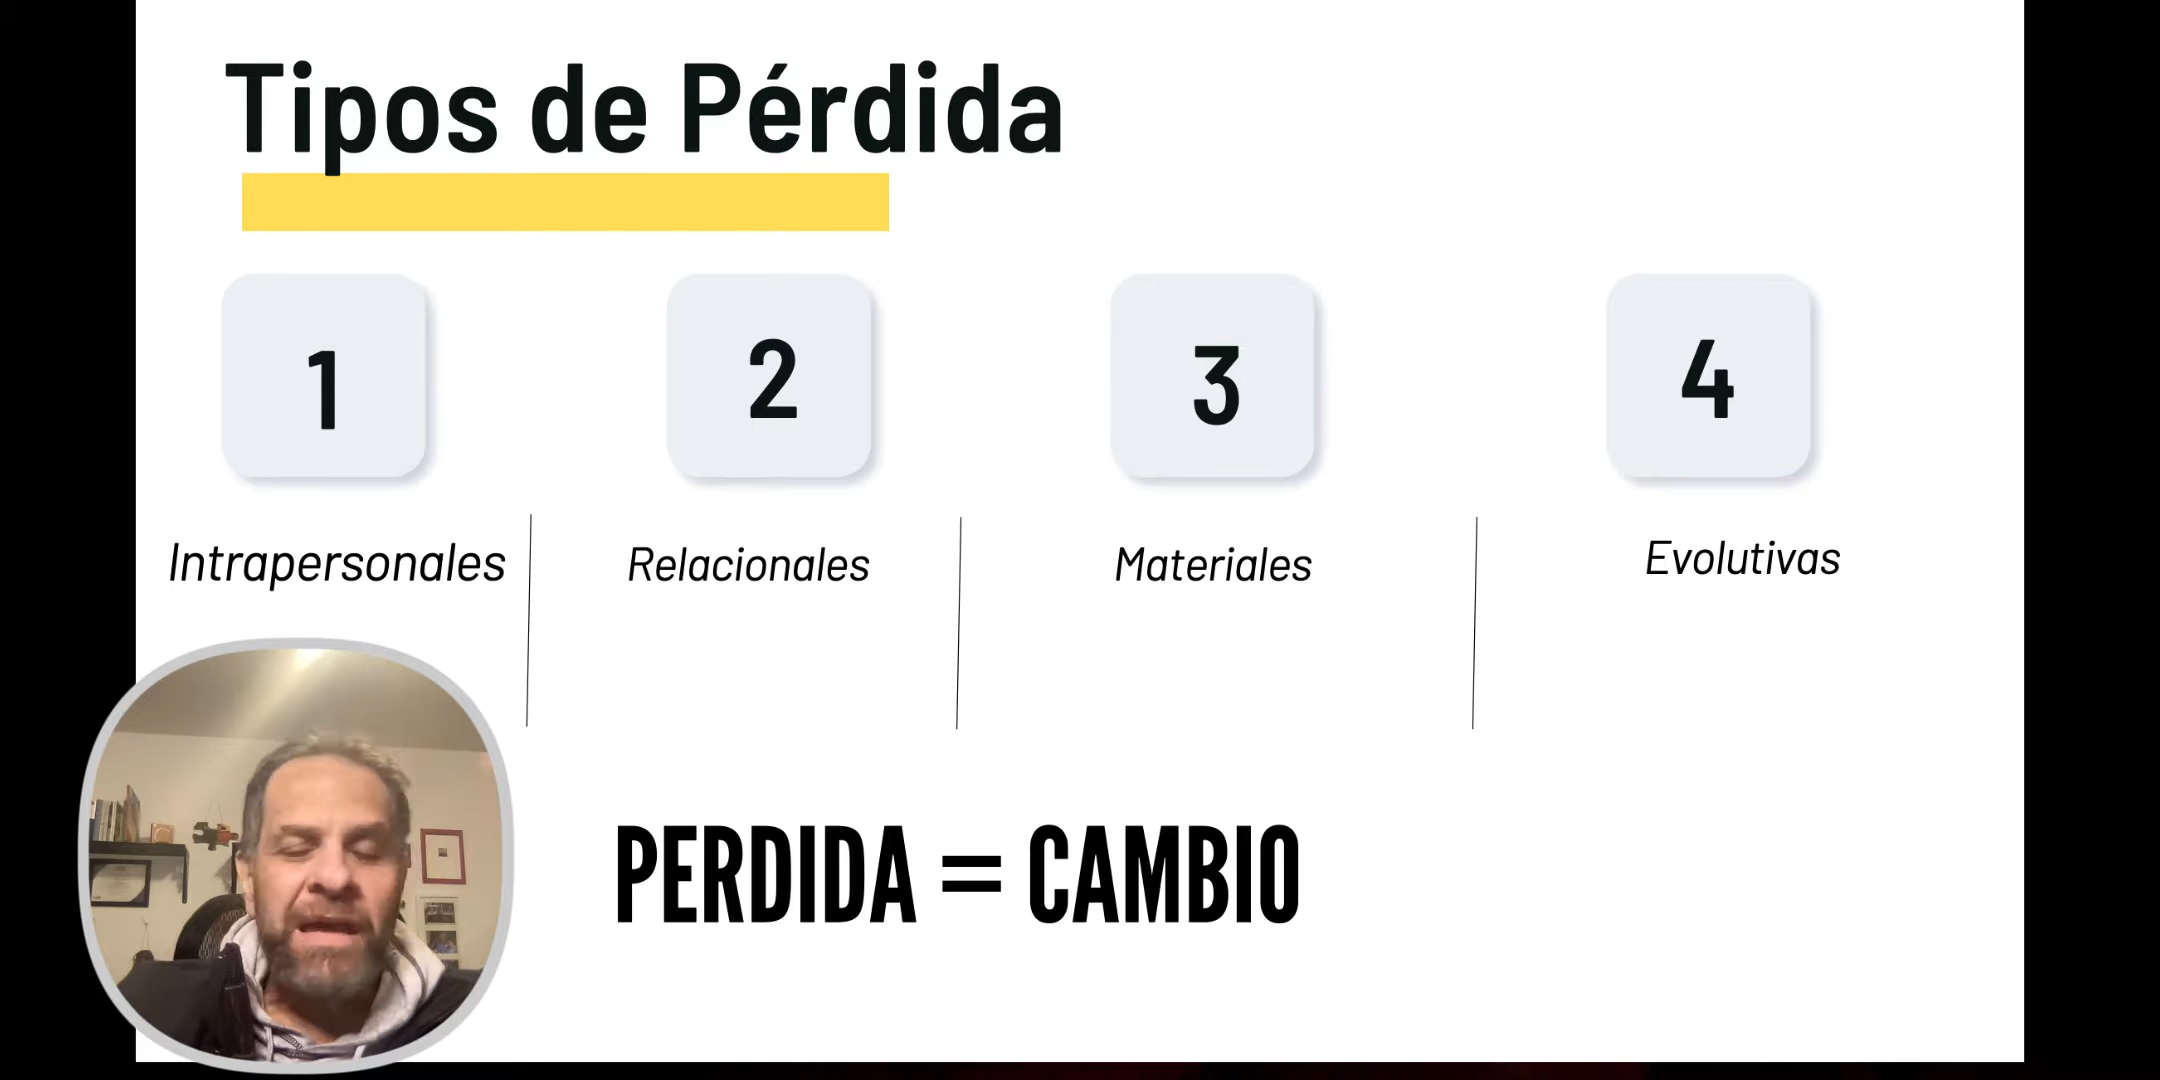 Tipos de Pérdida
1
2
3
4
Intrapersonales
Relacionales
Materiales
Evolutivas
PERDIDA = CAMBIO